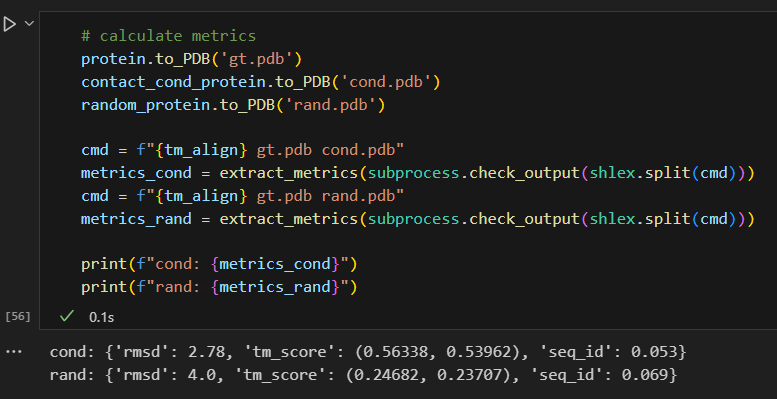 # calculate metrics
protein.to_PDB('gt.pdb')
contact_cond_protein.to_PDB('cond.pdb')
random_protein.to_PDB('rand.pdb')
cmd = f"{tm_align} gt.pdb cond.pdb"
metrics_cond = extract_metrics(subprocess.check_output(shlex.split(cmd)))
cmd = f"{tm_align} gt.pdb rand.pdb"
metrics_rand = extract_metrics(subprocess.check_output(shlex.split(cmd)))
print(f"cond: {metrics_cond}")
print(f"rand: {metrics_rand}")
[56] ✓ 0.1s
... cond: {'rmsd': 2.78, 'tm_score': (0.56338, 0.53962), 'seq_id': 0.053}
rand: {'rmsd': 4.0, 'tm_score': (0.24682, 0.23707), 'seq_id': 0.069}